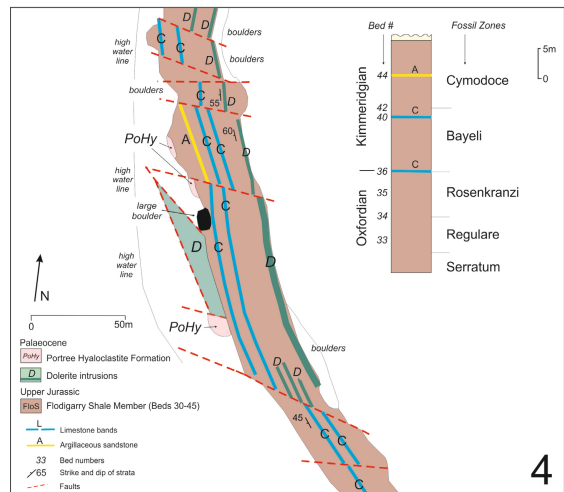 high
water
line
C
C
D
D
boulders
D
D
boulders
boulders
C
55
D
PoHy
A
C
C
60
D
high
water
line
large
boulder
C
C
D
D
high
water
line
N
0 50m
PoHy
boulders
D
D
45
C
C
C
Palaeocene
PoHy Portree Hyaloclastite Formation
D Dolerite intrusions
Upper Jurassic
FloS Flodigarry Shale Member (Beds 30-45)
L Limestone bands
A Argillaceous sandstone
33 Bed numbers
65 Strike and dip of strata
Faults
Bed # Fossil Zones
5m
0
Kimmeridgian
Oxfordian
44 A Cymodoce
42
40 C
Bayeli
36 C
35 Rosenkranzi
34
33 Regulare
Serratum
4